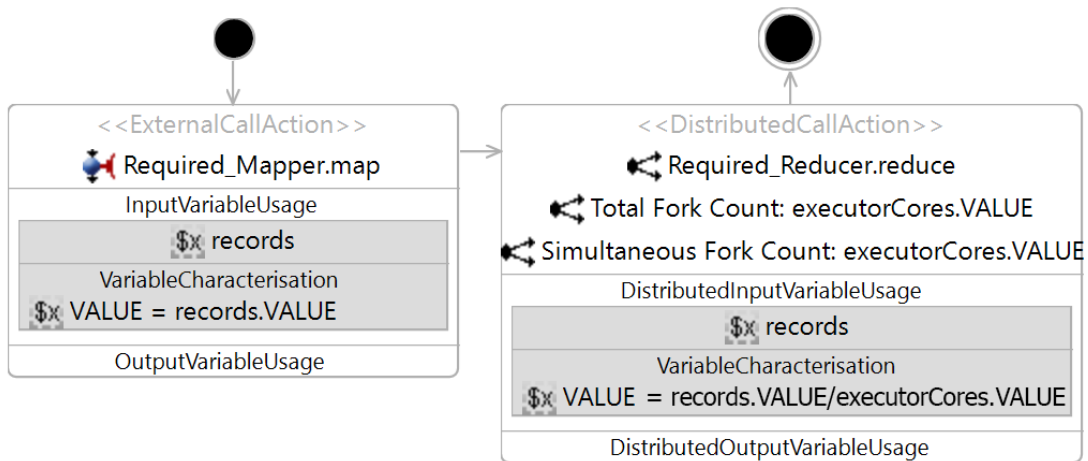 <<ExternalCallAction>>
Required_Mapper.map
InputVariableUsage
$x records
VariableCharacterisation
$x VALUE = records.VALUE
OutputVariableUsage
<<DistributedCallAction>>
Required_Reducer.reduce
Total Fork Count: executorCores.VALUE
Simultaneous Fork Count: executorCores.VALUE
DistributedInputVariableUsage
$x records
VariableCharacterisation
$x VALUE = records.VALUE/executorCores.VALUE
DistributedOutputVariableUsage